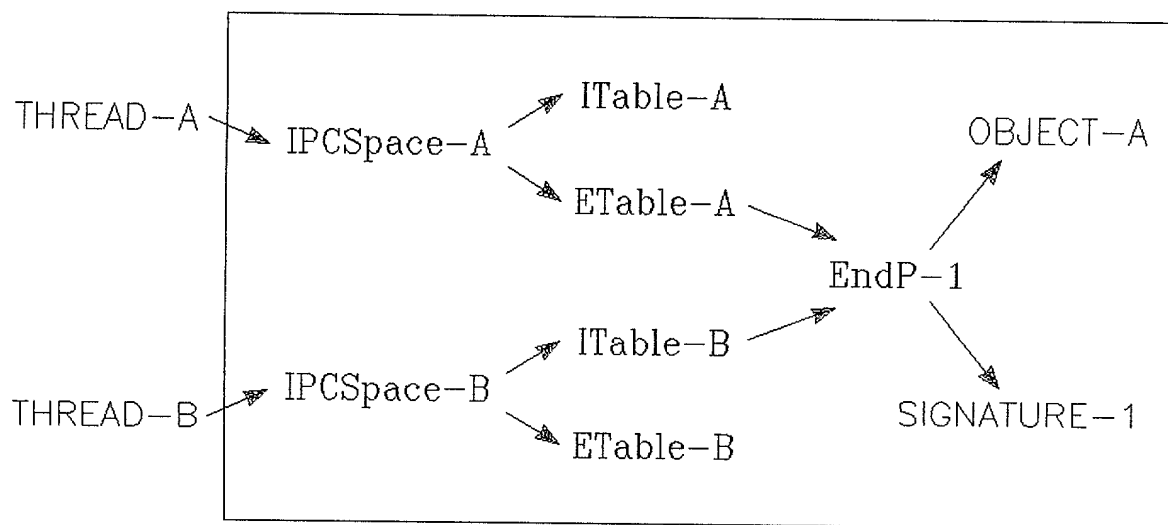 THREAD-A
IPCSpace-A
ITable-A
ETable-A
OBJECT-A
EndP-1
THREAD-B
IPCSpace-B
ITable-B
ETable-B
SIGNATURE-1